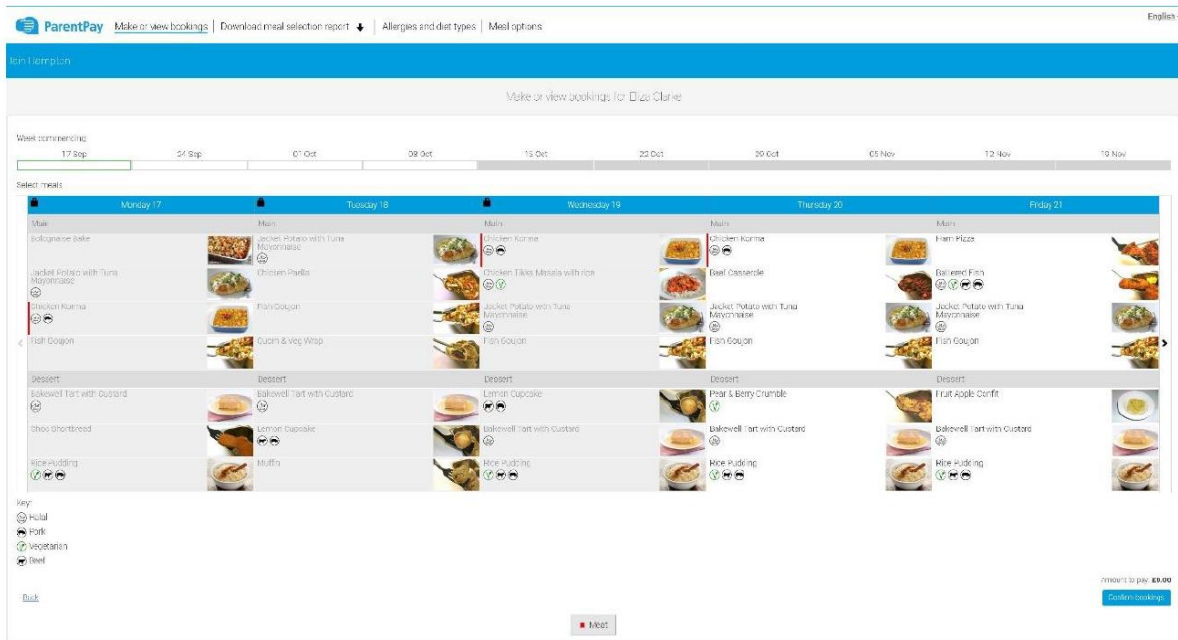 ParentPay Make or view bookings Download meal selection report Allergies and diet types Meal options
English
Iain Hampton
Make or view bookings for Eliza Clarke
Week commencing
17 Sep 24 Sep 01 Oct 08 Oct 15 Oct 22 Oct 29 Oct 05 Nov 12 Nov 19 Nov
Select meals
Monday 17 Tuesday 18 Wednesday 19 Thursday 20 Friday 21
Main Main Main Main Main
Bolognaise Bake Jacket Potato with Tuna Mayonnaise Chicken Korma Chicken Korma Ham Pizza
Jacket Potato with Tuna Mayonnaise Chicken Paella Chicken Tikka Masala with rice Beef Casserole Battered Fish
Chicken Korma Fish Goujon Jacket Potato with Tuna Mayonnaise Jacket Potato with Tuna Mayonnaise Jacket Potato with Tuna Mayonnaise
Fish Goujon Quorn & Veg Wrap Fish Goujon Fish Goujon Fish Goujon
Dessert Dessert Dessert Dessert Dessert
Bakewell Tart with Custard Bakewell Tart with Custard Lemon Cupcake Pear & Berry Crumble Fruit Apple Confit
Choc Shortbread Lemon Cupcake Bakewell Tart with Custard Bakewell Tart with Custard Bakewell Tart with Custard
Rice Pudding Muffin Rice Pudding Rice Pudding Rice Pudding
Key:
Halal
Pork
Vegetarian
Beef
Amount to pay: £0.00
Back Confirm bookings
Meat